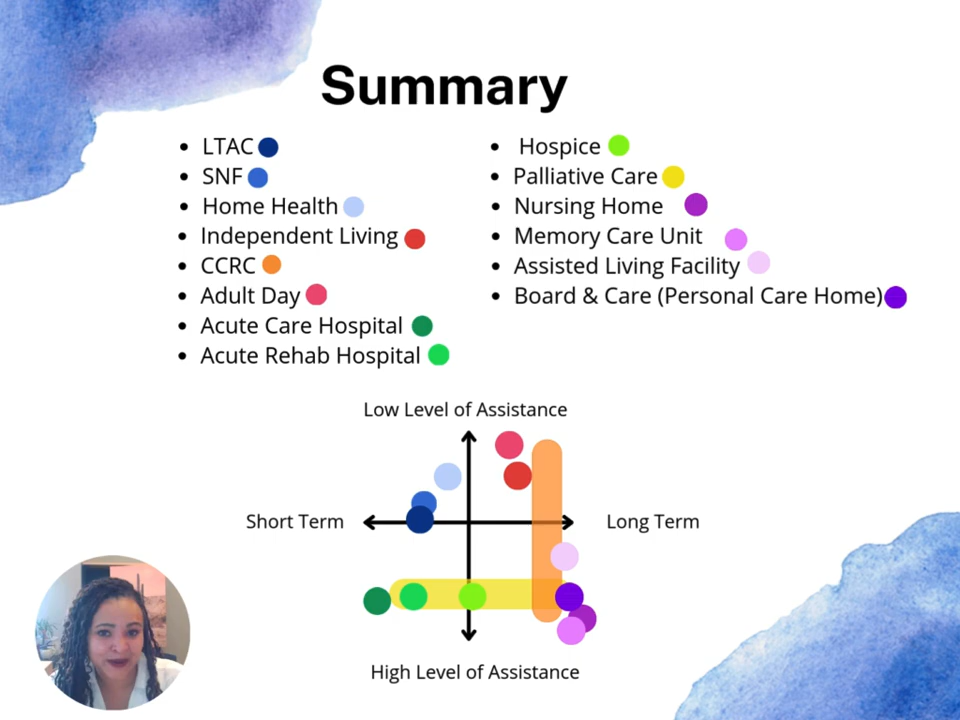 Summary
• LTAC
• SNF
• Home Health
• Independent Living
• CCRC
• Adult Day
• Acute Care Hospital
• Acute Rehab Hospital
• Hospice
• Palliative Care
• Nursing Home
• Memory Care Unit
• Assisted Living Facility
• Board & Care (Personal Care Home)
Low Level of Assistance
Short Term
Long Term
High Level of Assistance